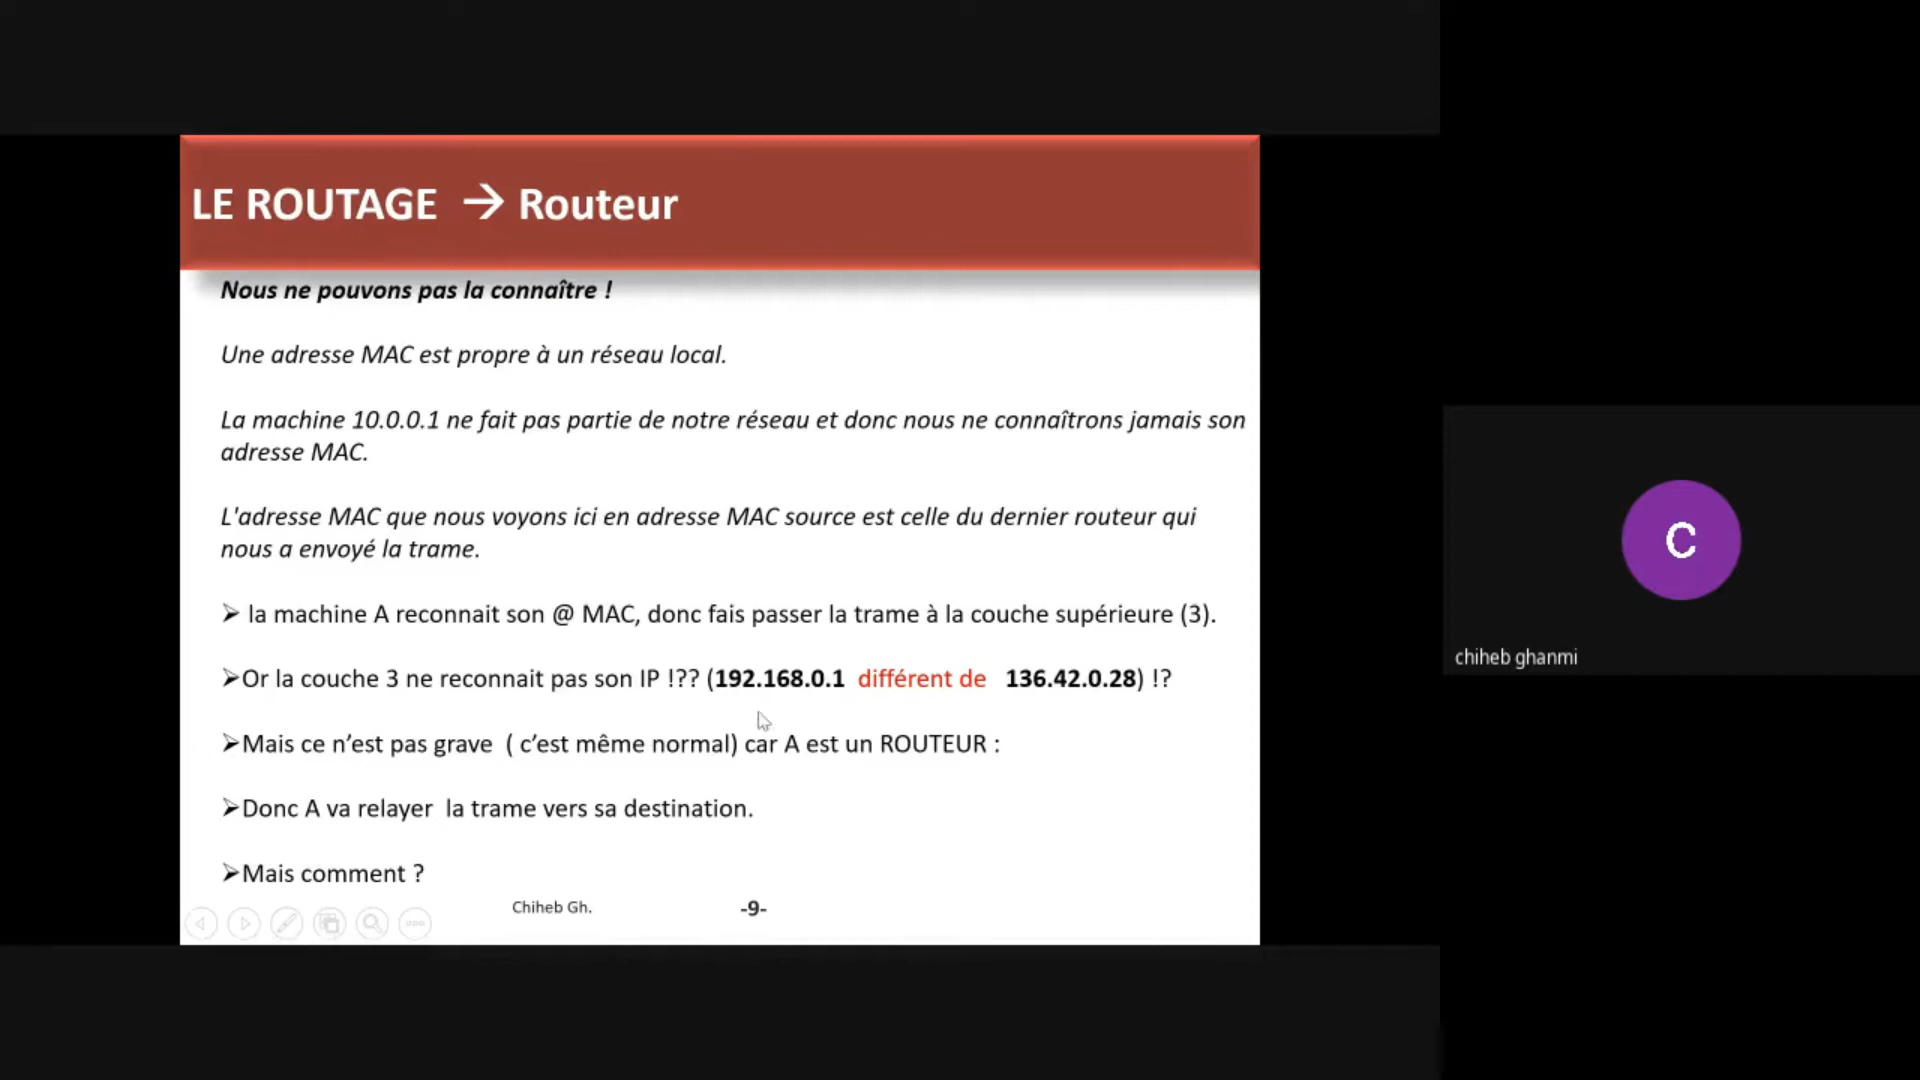 LE ROUTAGE → Routeur
Nous ne pouvons pas la connaître !
Une adresse MAC est propre à un réseau local.
La machine 10.0.0.1 ne fait pas partie de notre réseau et donc nous ne connaîtrons jamais son
adresse MAC.
L'adresse MAC que nous voyons ici en adresse MAC source est celle du dernier routeur qui
nous a envoyé la trame.
➢ la machine A reconnait son @ MAC, donc fais passer la trame à la couche supérieure (3).
➢Or la couche 3 ne reconnait pas son IP !?? (192.168.0.1 différent de 136.42.0.28) !?
➢Mais ce n’est pas grave ( c’est même normal) car A est un ROUTEUR :
➢Donc A va relayer la trame vers sa destination.
➢Mais comment ?
Chiheb Gh.
-9-
C
chiheb ghanmi